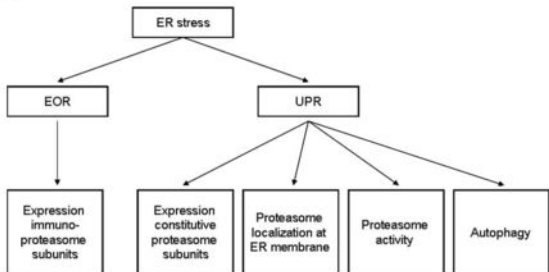 ER stress
EOR
UPR
Expression
immuno-
proteasome
subunits
Expression
constitutive
proteasome
subunits
Proteasome
localization at
ER membrane
Proteasome
activity
Autophagy